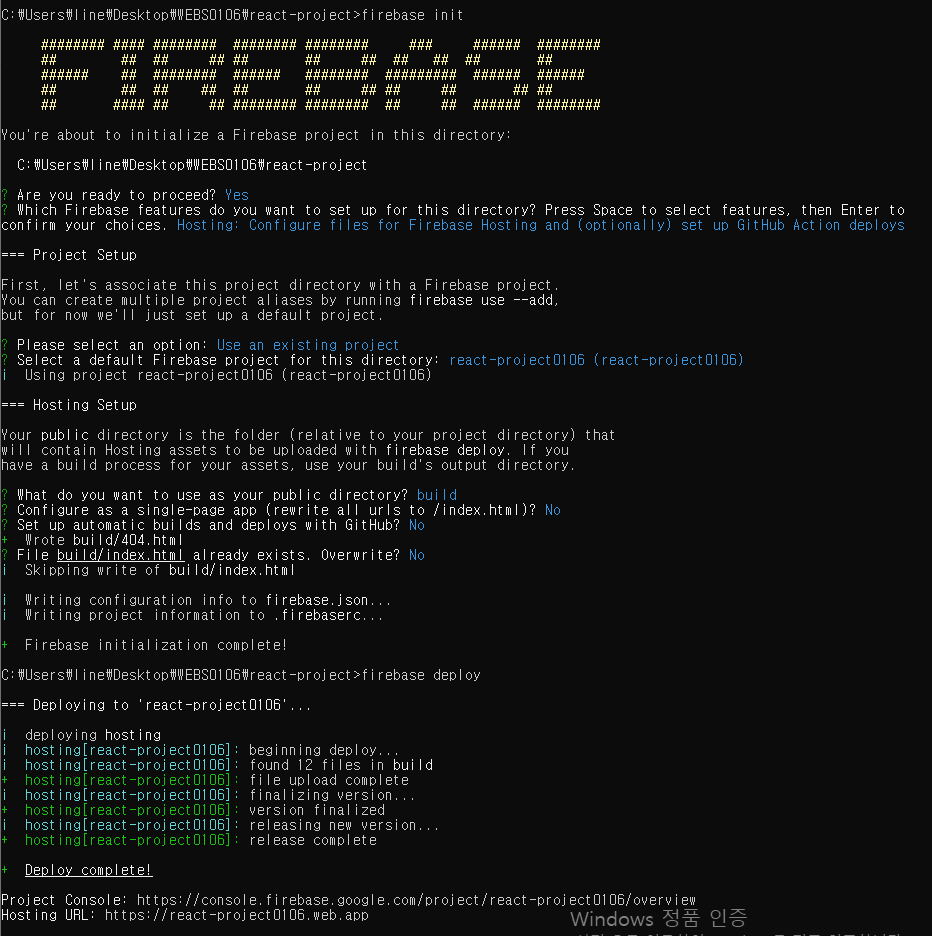 C:₩Users₩line₩Desktop₩WEBS0106₩react-project>firebase init
######## #### ########  ######## ########     ###     ######  ########
##        ##  ##     ## ##       ##     ##  ##   ##  ##       ##
######    ##  ########  ######   ########  #########  ######  ######
##        ##  ##    ##  ##       ##     ## ##     ##       ## ##
##       #### ##     ## ######## ########  ##     ##  ######  ########
You're about to initialize a Firebase project in this directory:
C:₩Users₩line₩Desktop₩WEBS0106₩react-project
? Are you ready to proceed? Yes
? Which Firebase features do you want to set up for this directory? Press Space to select features, then Enter to
confirm your choices. Hosting: Configure files for Firebase Hosting and (optionally) set up GitHub Action deploys
=== Project Setup
First, let's associate this project directory with a Firebase project.
You can create multiple project aliases by running firebase use --add,
but for now we'll just set up a default project.
? Please select an option: Use an existing project
? Select a default Firebase project for this directory: react-project0106 (react-project0106)
i  Using project react-project0106 (react-project0106)
=== Hosting Setup
Your public directory is the folder (relative to your project directory) that
will contain Hosting assets to be uploaded with firebase deploy. If you
have a build process for your assets, use your build's output directory.
? What do you want to use as your public directory? build
? Configure as a single-page app (rewrite all urls to /index.html)? No
? Set up automatic builds and deploys with GitHub? No
+  Wrote build/404.html
? File build/index.html already exists. Overwrite? No
i  Skipping write of build/index.html
i  Writing configuration info to firebase.json...
i  Writing project information to .firebaserc...
+  Firebase initialization complete!
C:₩Users₩line₩Desktop₩WEBS0106₩react-project>firebase deploy
=== Deploying to 'react-project0106'...
i  deploying hosting
i  hosting[react-project0106]: beginning deploy...
i  hosting[react-project0106]: found 12 files in build
+  hosting[react-project0106]: file upload complete
i  hosting[react-project0106]: finalizing version...
+  hosting[react-project0106]: version finalized
i  hosting[react-project0106]: releasing new version...
+  hosting[react-project0106]: release complete
+  Deploy complete!
Project Console: https://console.firebase.google.com/project/react-project0106/overview
Hosting URL: https://react-project0106.web.app
Windows 정품 인증